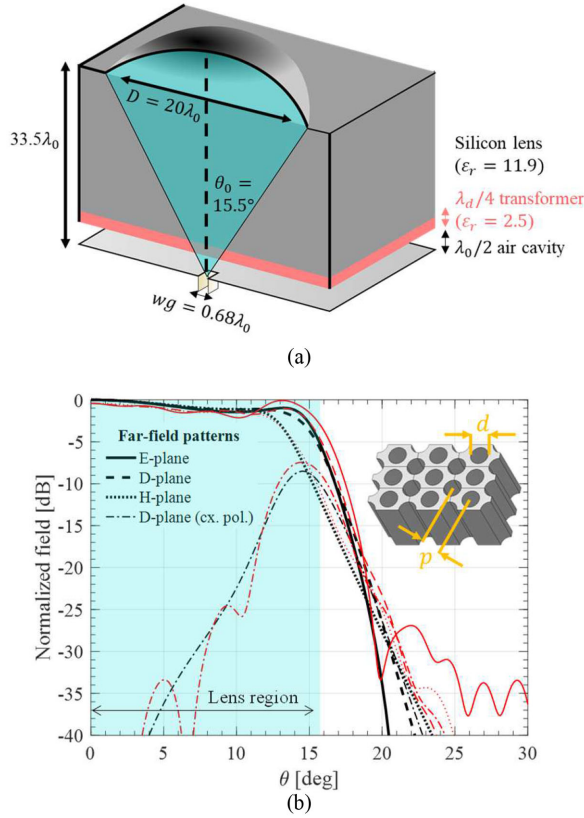 33.5λ₀
D = 20λ₀
θ₀ =
15.5°
wg = 0.68λ₀
Silicon lens
(εᵣ = 11.9)
λ_d/4 transformer
(εᵣ = 2.5)
λ₀/2 air cavity
(a)
Normalized field [dB]
0
-5
-10
-15
-20
-25
-30
-35
-40
Far-field patterns
E-plane
D-plane
H-plane
D-plane (cx. pol.)
d
p
Lens region
0
5
10
15
20
25
30
θ [deg]
(b)